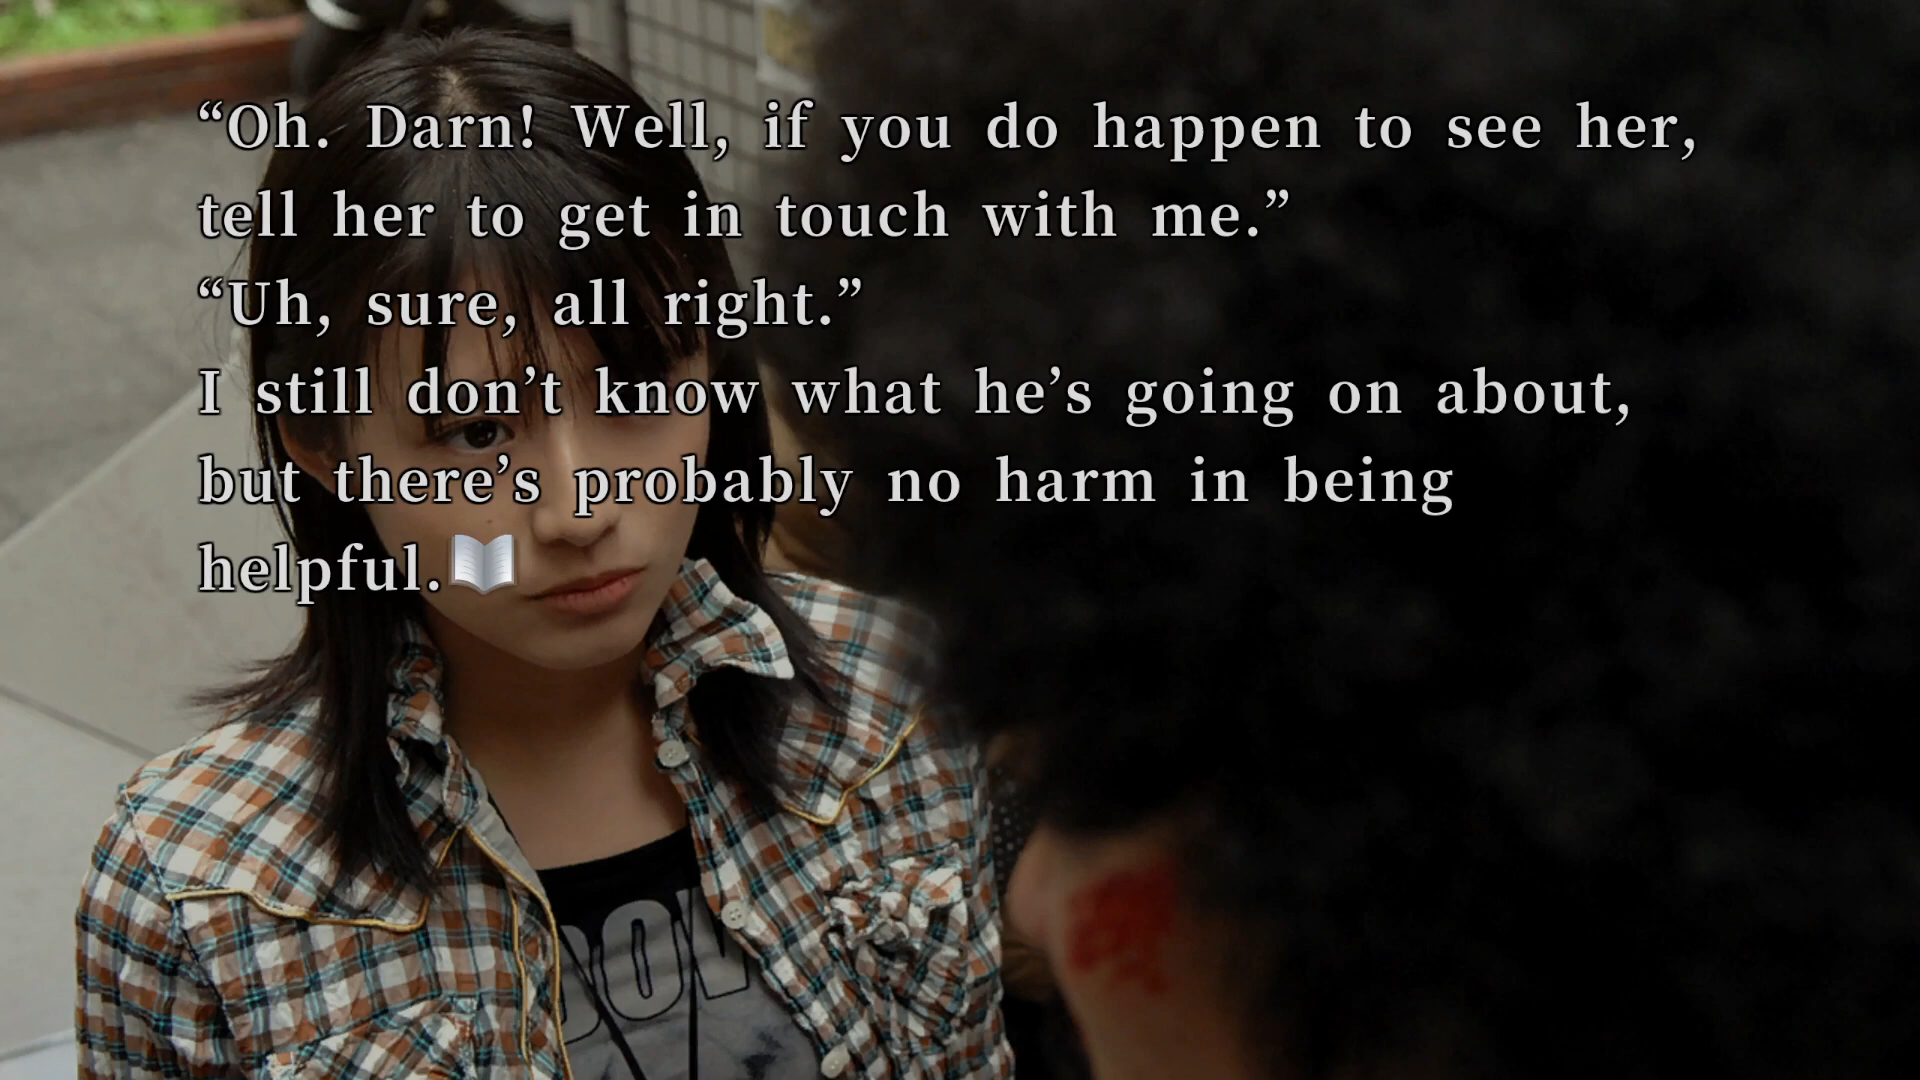 “Oh. Darn! Well, if you do happen to see her,
tell her to get in touch with me.”
“Uh, sure, all right.”
I still don’t know what he’s going on about,
but there’s probably no harm in being
helpful.